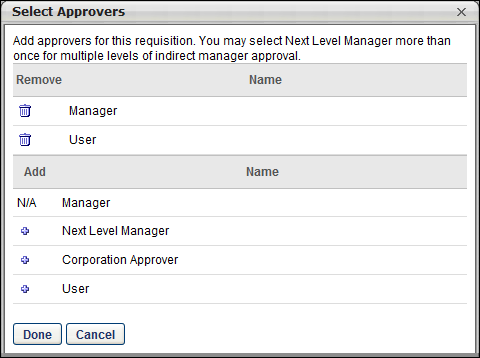 Select Approvers
Add approvers for this requisition. You may select Next Level Manager more than
once for multiple levels of indirect manager approval.
Remove Name
Manager
User
Add Name
N/A Manager
Next Level Manager
Corporation Approver
User
Done Cancel